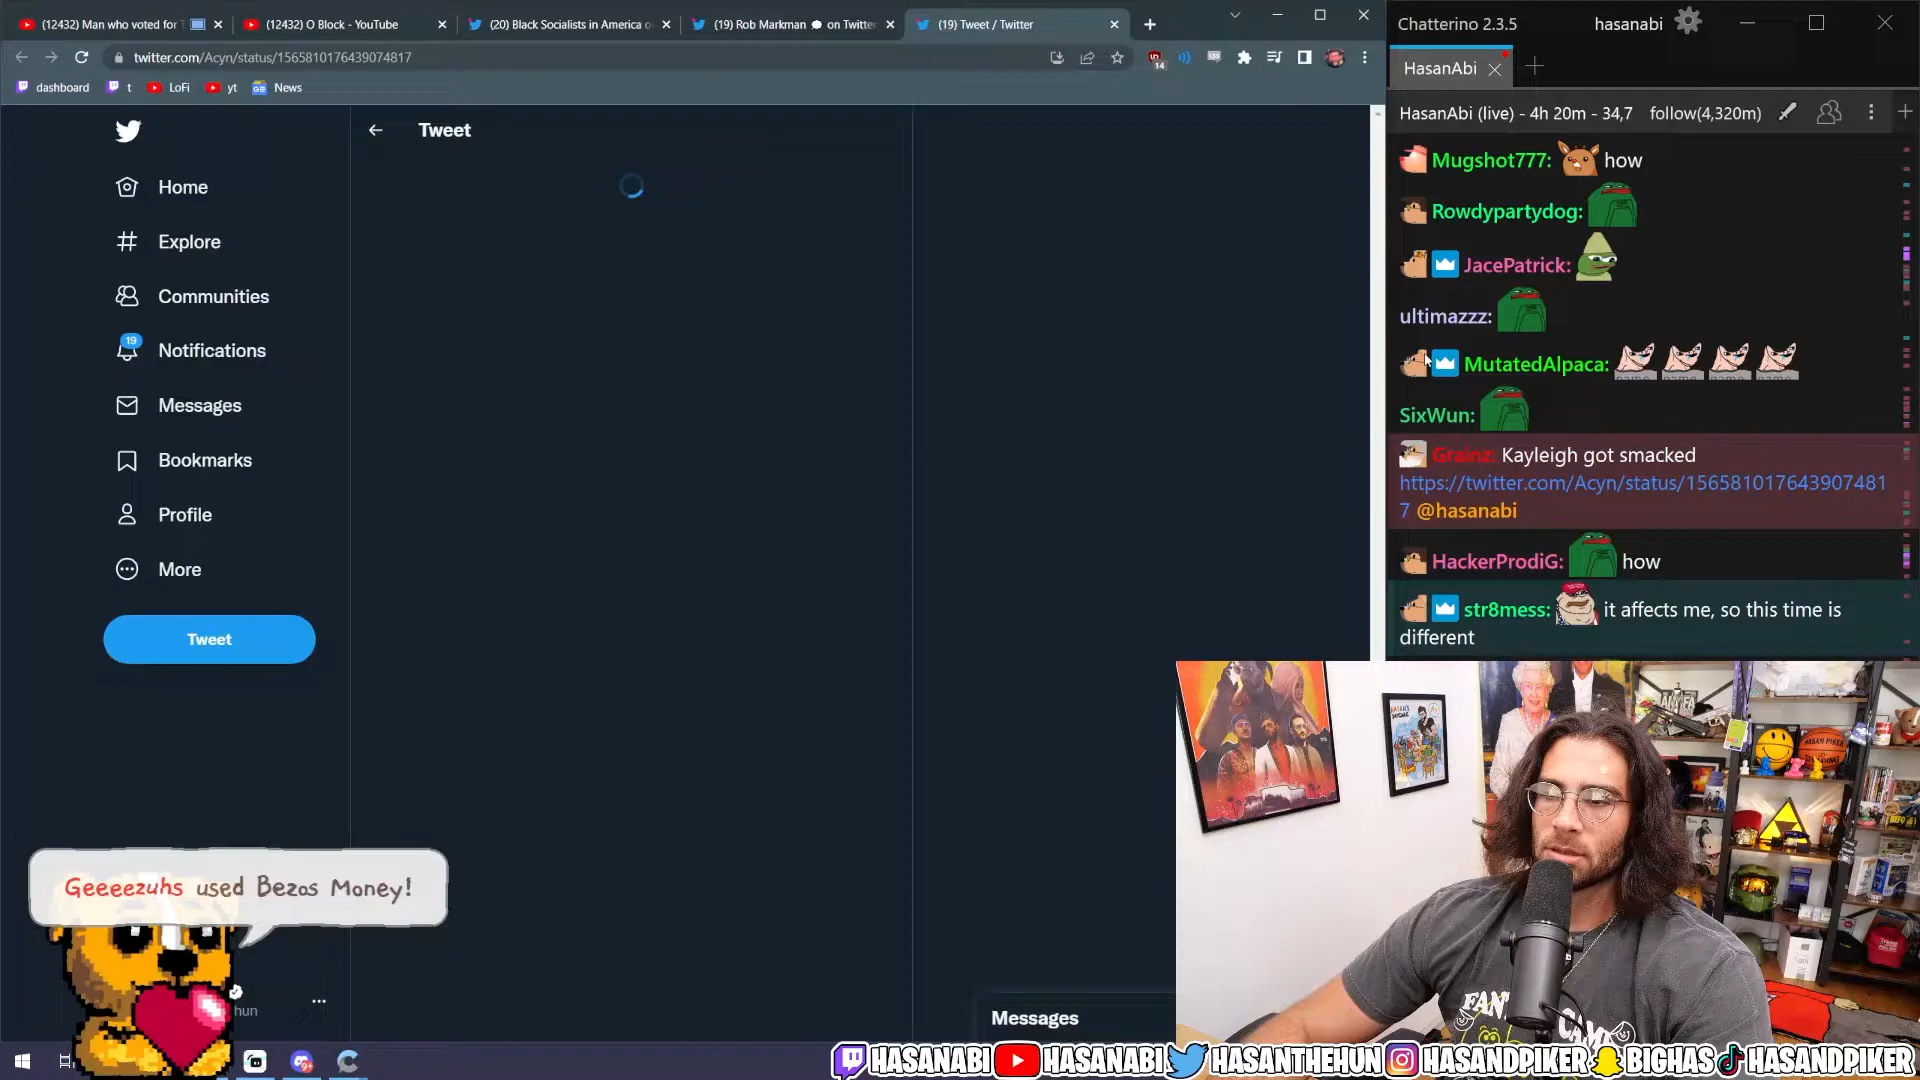 (12432) Man who voted for
(12432) O Block - YouTube
(20) Black Socialists in America o
(19) Rob Markman on Twitter
(19) Tweet / Twitter
twitter.com/Acyn/status/1565810176439074817
14
dashboard
t
LoFi
yt
News
Tweet
Home
Explore
Communities
19
Notifications
Messages
Bookmarks
Profile
More
Tweet
Geeeezuhs used Bezos Money!
hun
Messages
Chatterino 2.3.5
hasanabi
HasanAbi
HasanAbi (live) - 4h 20m - 34,7
follow(4,320m)
Mugshot777: how
Rowdypartydog:
JacePatrick:
ultimazzz:
MutatedAlpaca:
SixWun:
Grainz: Kayleigh got smacked
https://twitter.com/Acyn/status/156581017643907481
7 @hasanabi
HackerProdiG: how
str8mess: it affects me, so this time is
different
HASANABI HASANABI HASANTHEHUN HASANDPIKER BIGHAS HASANDPIKER